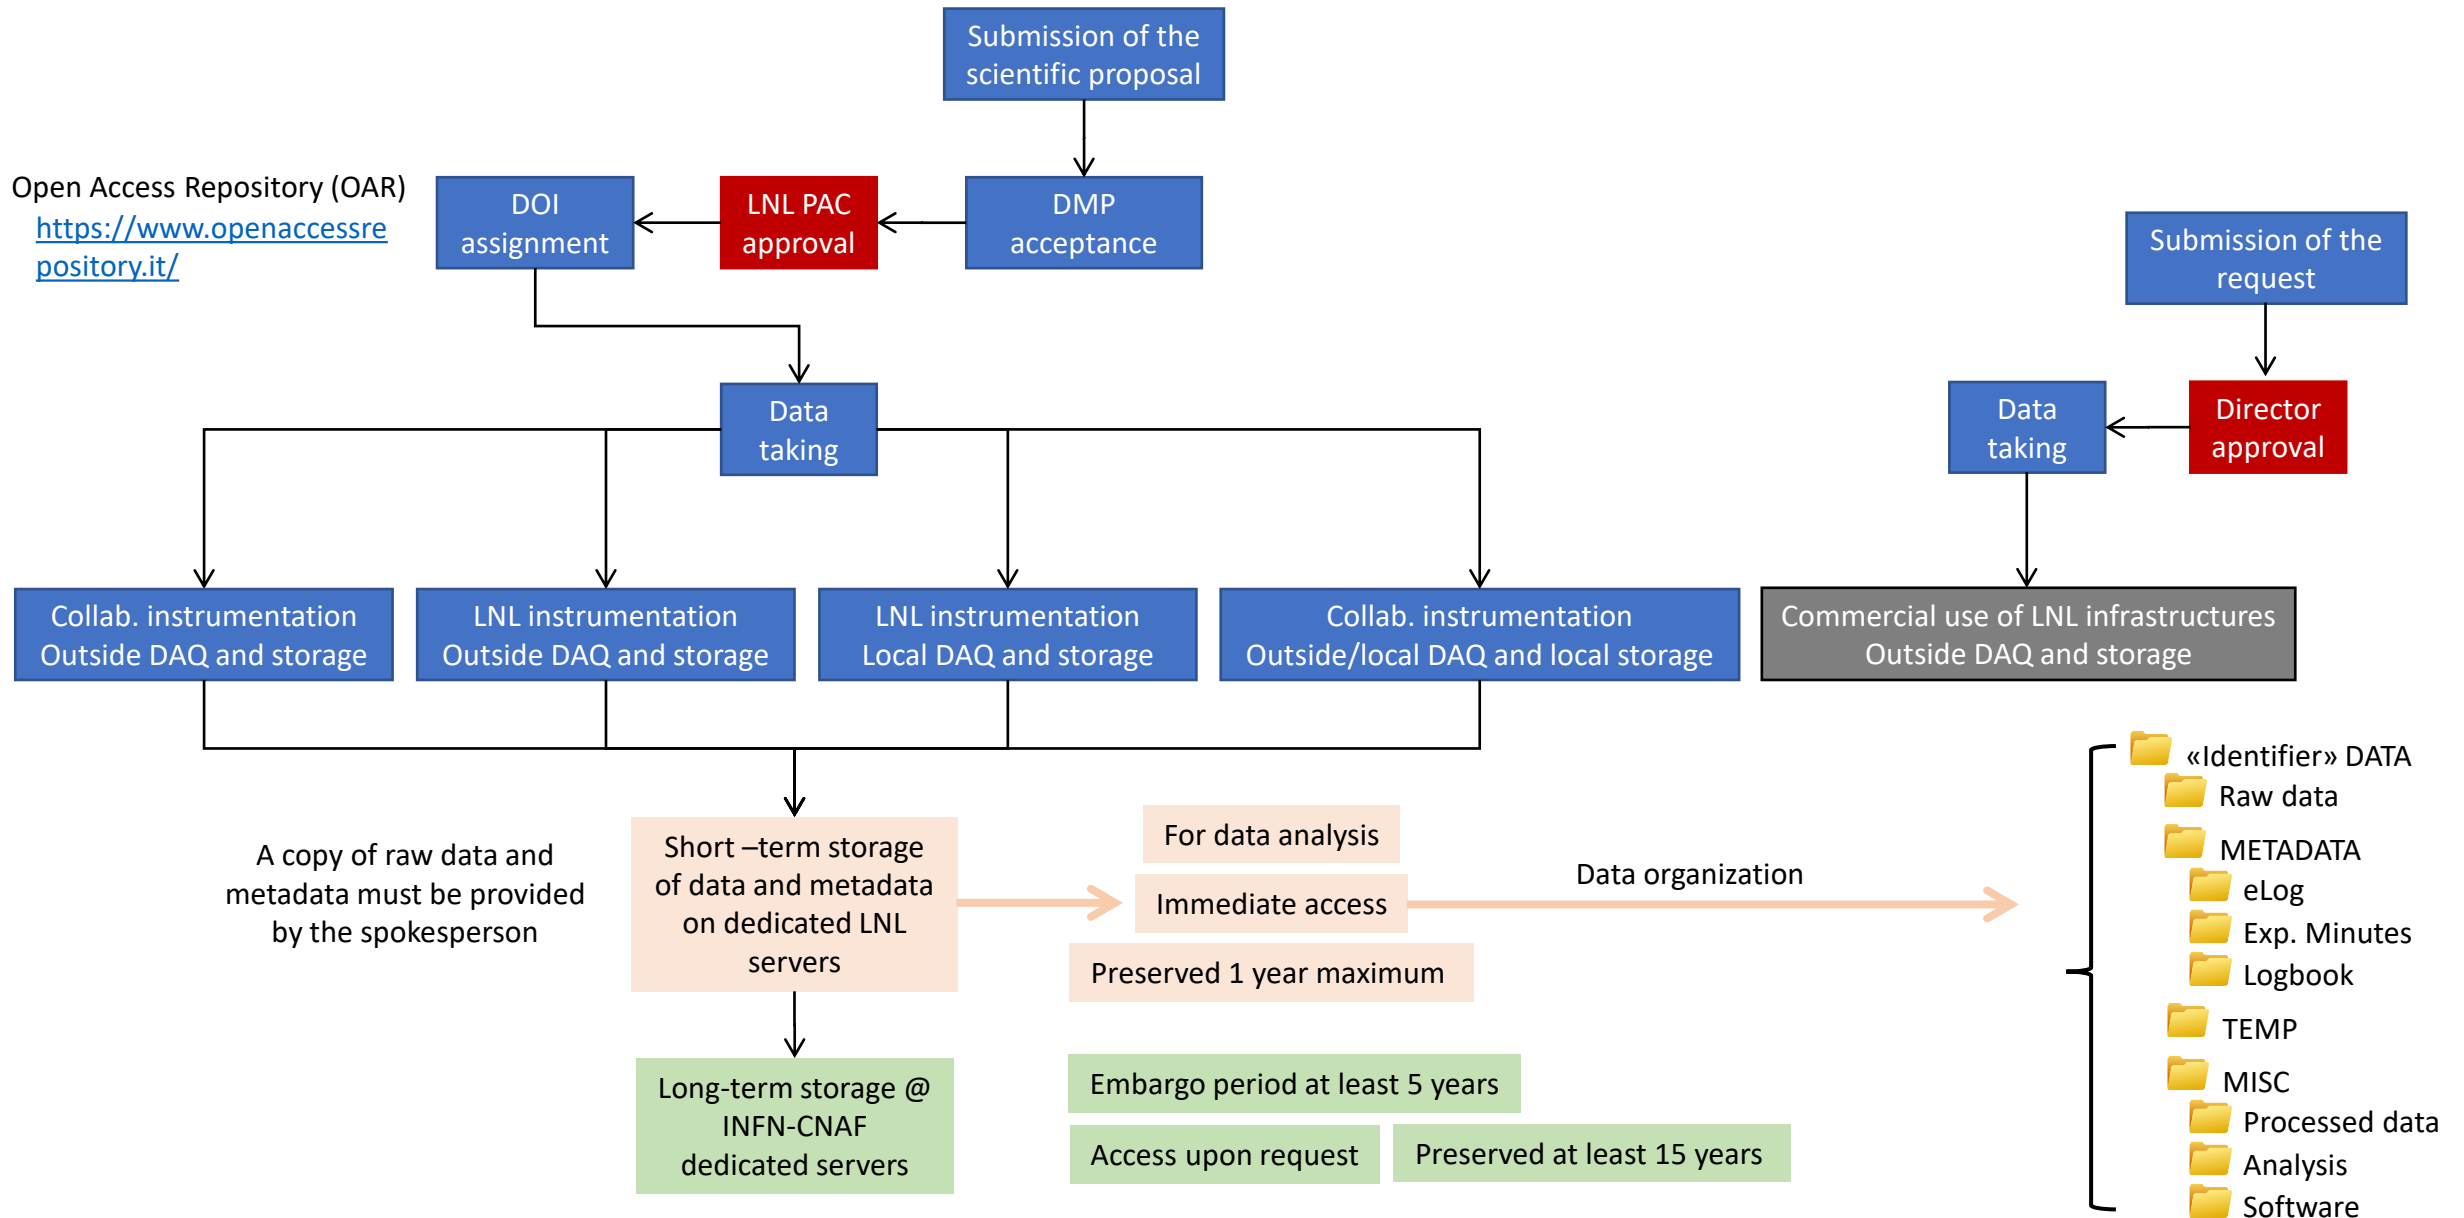 Submission of the
scientific proposal
Open Access Repository (OAR)
https://www.openaccessre
pository.it/
DOI
assignment
LNL PAC
approval
DMP
acceptance
Submission of the
request
Data
taking
Data
taking
Director
approval
Collab. instrumentation
Outside DAQ and storage
LNL instrumentation
Outside DAQ and storage
LNL instrumentation
Local DAQ and storage
Collab. instrumentation
Outside/local DAQ and local storage
Commercial use of LNL infrastructures
Outside DAQ and storage
A copy of raw data and
metadata must be provided
by the spokesperson
Short –term storage
of data and metadata
on dedicated LNL
servers
For data analysis
Immediate access
Preserved 1 year maximum
Data organization
Long-term storage @
INFN-CNAF
dedicated servers
Embargo period at least 5 years
Access upon request
Preserved at least 15 years
«Identifier» DATA
Raw data
METADATA
eLog
Exp. Minutes
Logbook
TEMP
MISC
Processed data
Analysis
Software